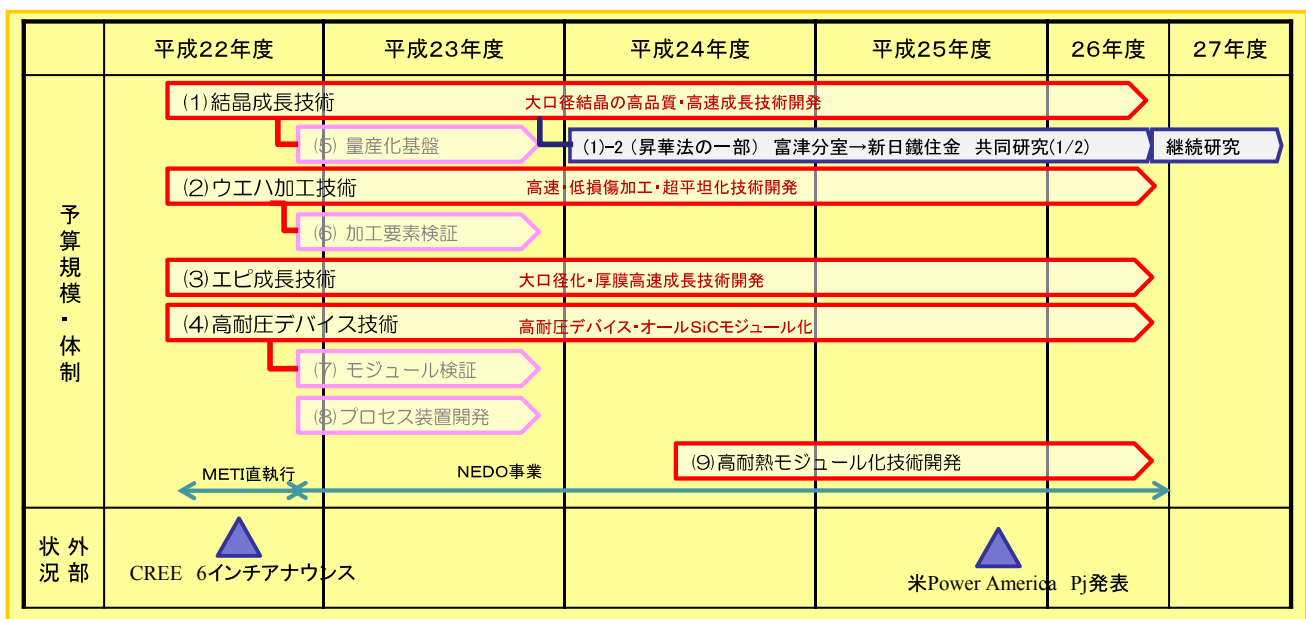 平成22年度 平成23年度 平成24年度 平成25年度 26年度 27年度
予算規模・体制
(1)結晶成長技術 大口径結晶の高品質・高速成長技術開発
(5) 量産化基盤 (1)-2 (昇華法の一部) 富津分室→新日鐵住金 共同研究(1/2) 継続研究
(2)ウエハ加工技術 高速・低損傷加工・超平坦化技術開発
(6) 加工要素検証
(3)エピ成長技術 大口径化・厚膜高速成長技術開発
(4)高耐圧デバイス技術 高耐圧デバイス・オールSiCモジュール化
(7) モジュール検証
(8)プロセス装置開発
(9)高耐熱モジュール化技術開発
METI直執行 NEDO事業
外部状況
CREE 6インチアナウンス 米Power America Pj発表